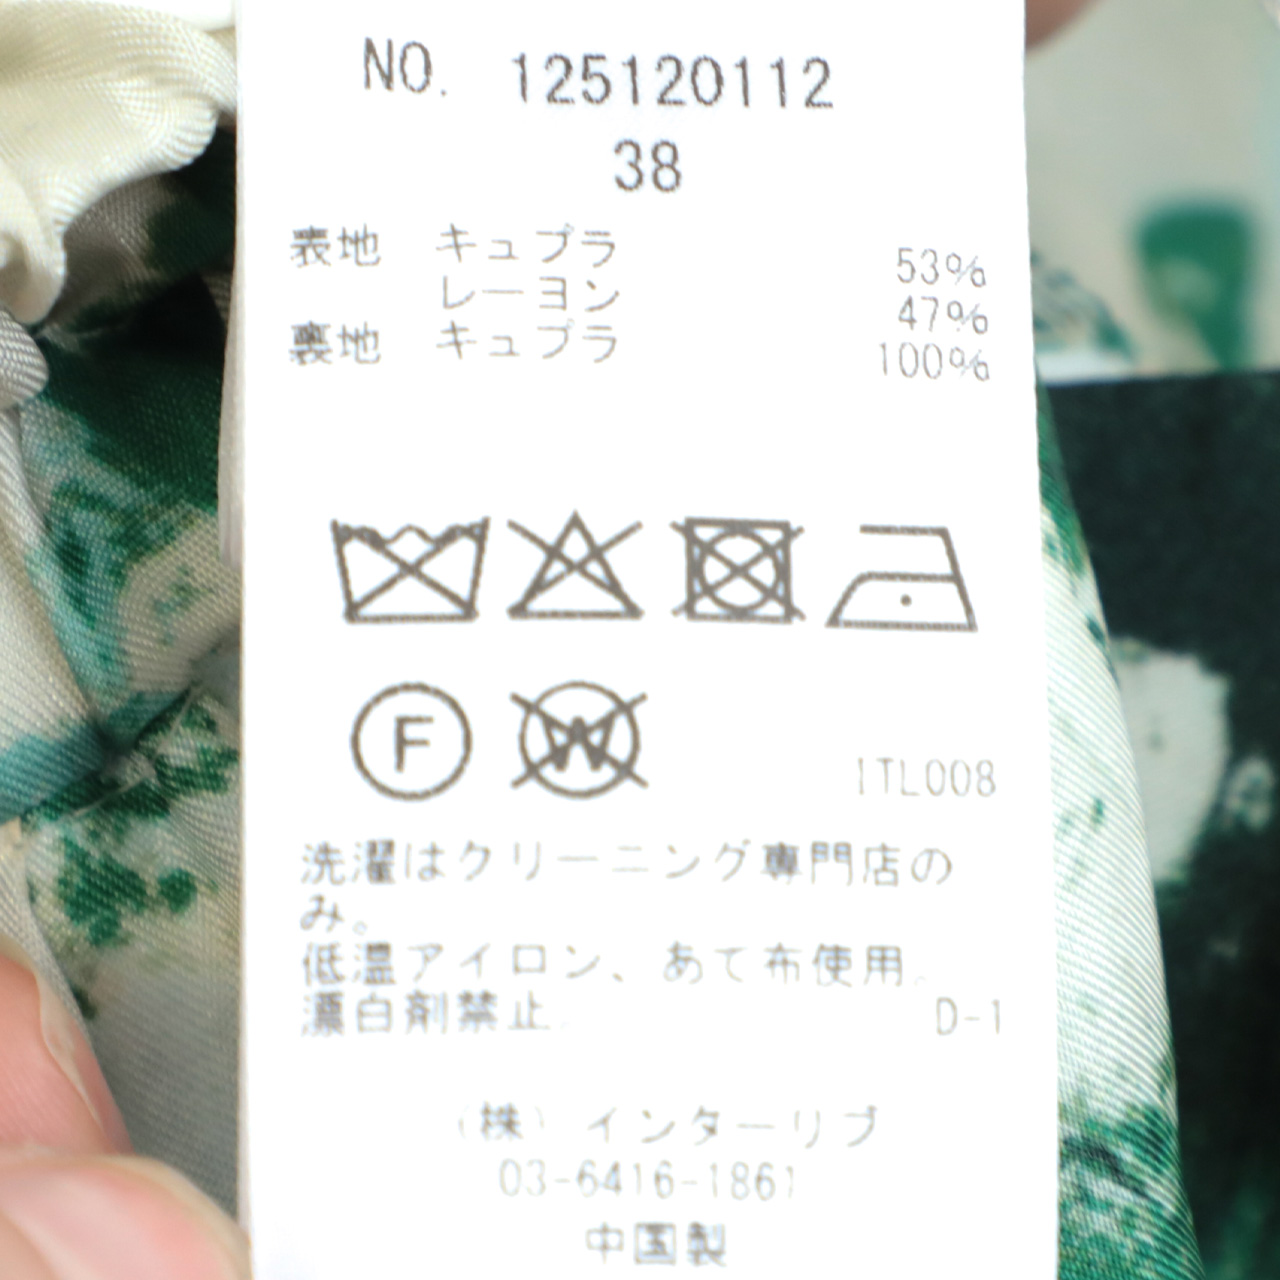 NO. 125120112
38
表地 キュプラ 53%
レーヨン 47%
裏地 キュプラ 100%
F W
ITL008
洗濯はクリーニング専門店の
み。
低温アイロン、あて布使用。
漂白剤禁止。 D-1
(株) インターリブ
03-6416-1861
中国製